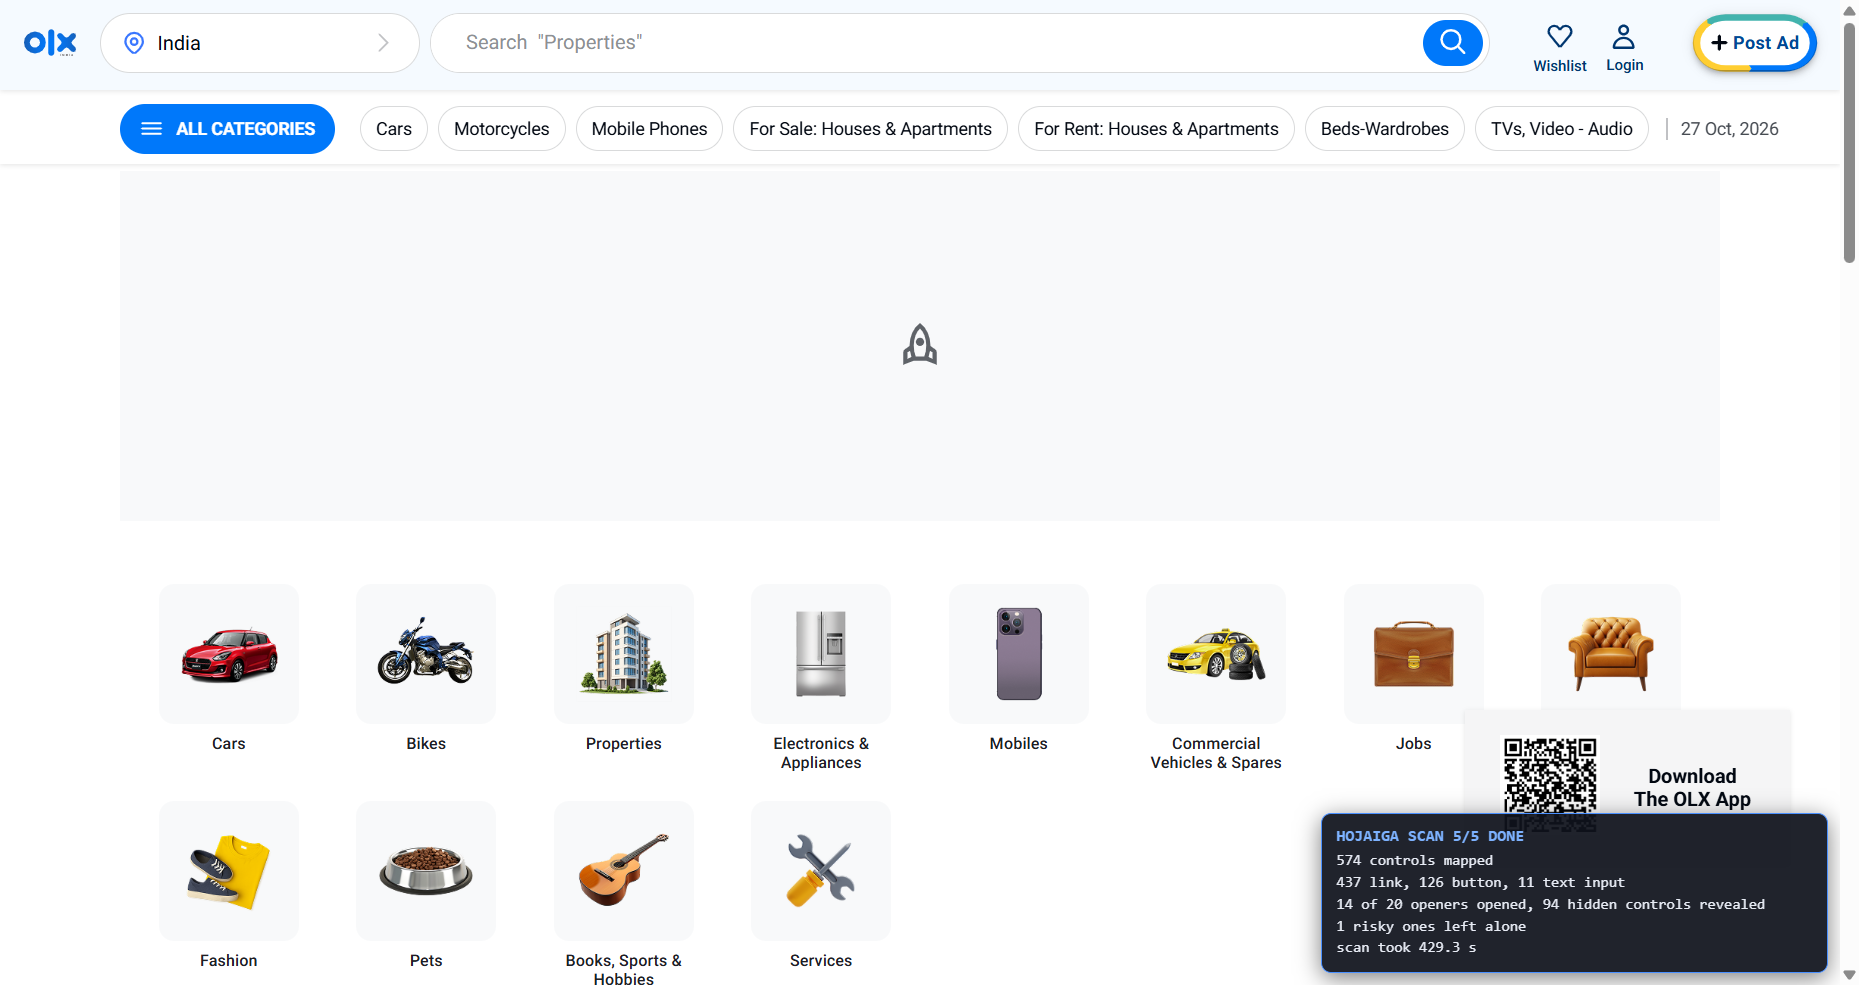 olx
India
Search "Properties"
Wishlist
Login
+ Post Ad
ALL CATEGORIES
Cars
Motorcycles
Mobile Phones
For Sale: Houses & Apartments
For Rent: Houses & Apartments
Beds-Wardrobes
TVs, Video - Audio
27 Oct, 2026
Cars
Bikes
Properties
Electronics &
Appliances
Mobiles
Commercial
Vehicles & Spares
Jobs
Download
The OLX App
Fashion
Pets
Books, Sports &
Hobbies
Services
HOJAIGA SCAN 5/5 DONE
574 controls mapped
437 link, 126 button, 11 text input
14 of 20 openers opened, 94 hidden controls revealed
1 risky ones left alone
scan took 429.3 s